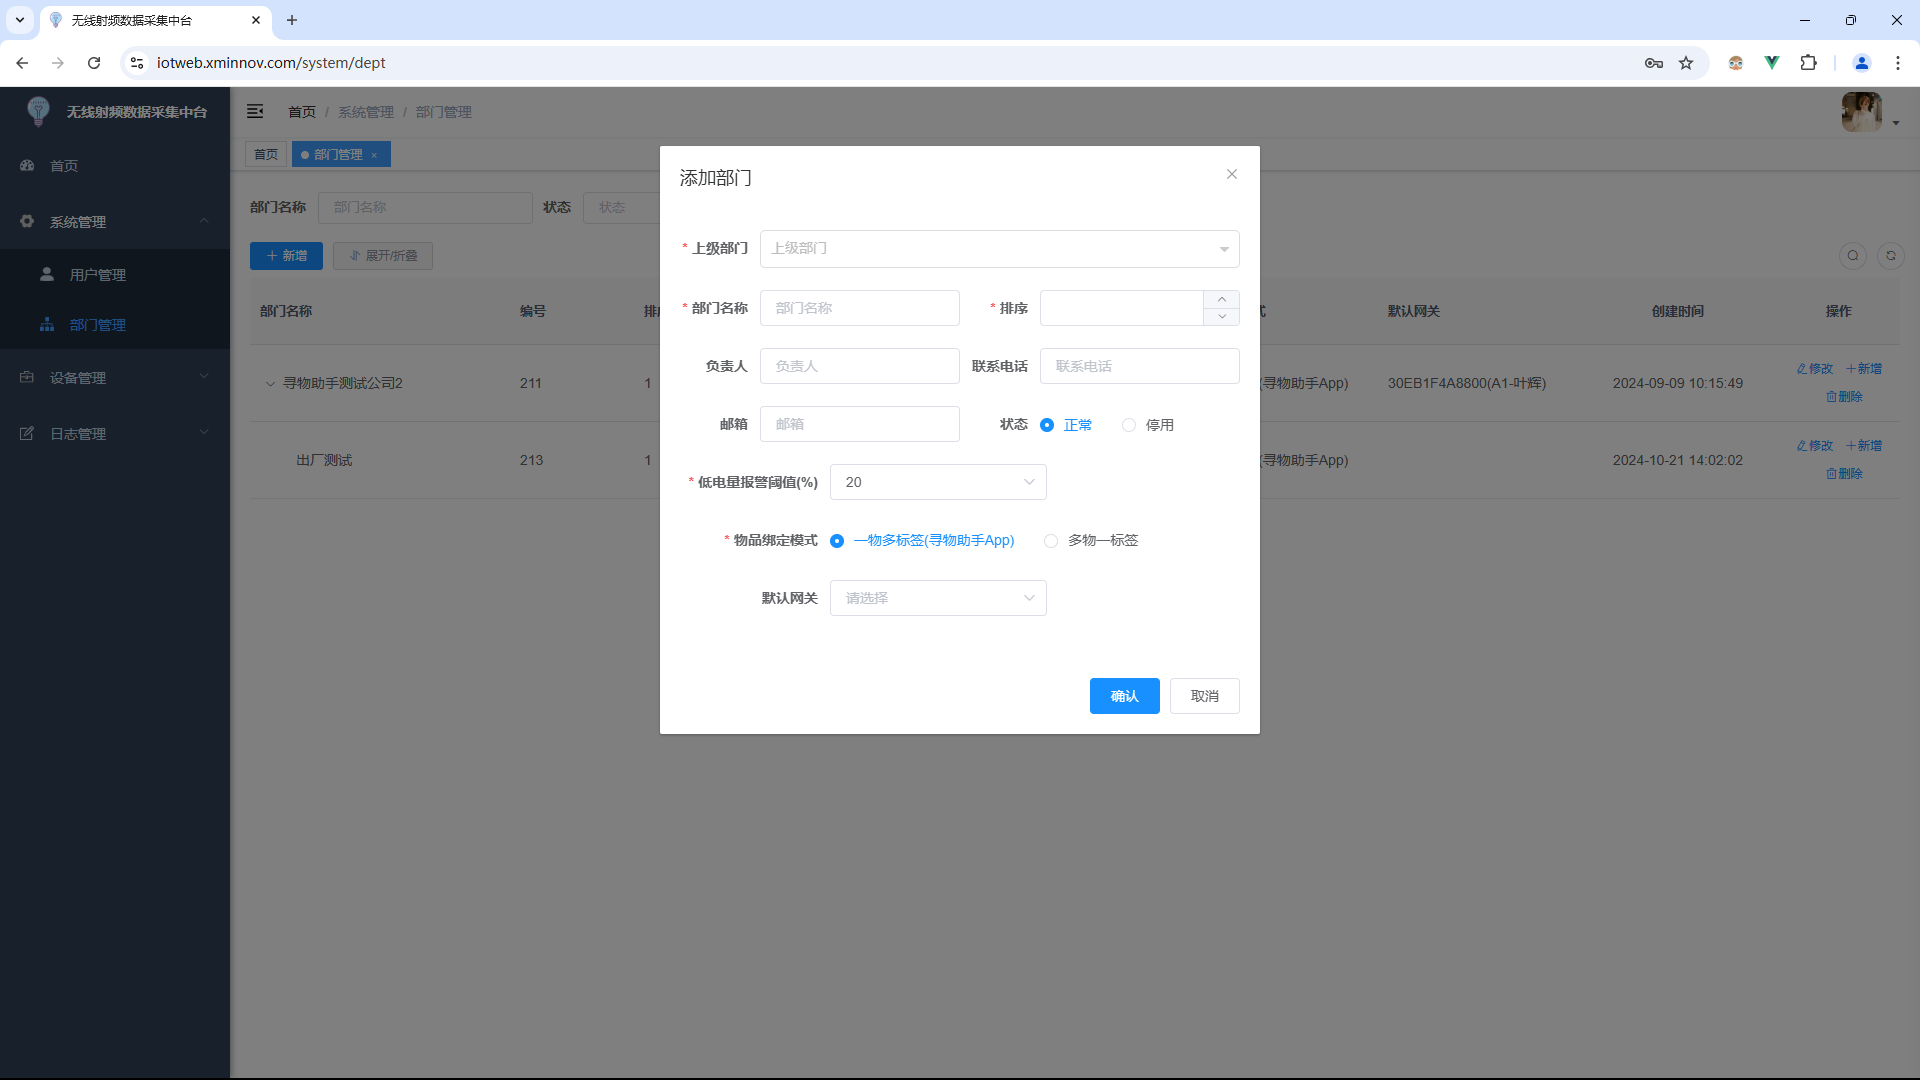 无线射频数据采集中台
iotweb.xminnov.com/system/dept
无线射频数据采集中台
首页 / 系统管理 / 部门管理
首页
系统管理
用户管理
部门管理
设备管理
日志管理
首页
部门管理 ×
部门名称 部门名称
状态 状态
新增
展开/折叠
部门名称 编号 排 式 默认网关 创建时间 操作
寻物助手测试公司2 211 1 (寻物助手App) 30EB1F4A8800(A1-叶辉) 2024-09-09 10:15:49 修改 新增 删除
出厂测试 213 1 (寻物助手App) 2024-10-21 14:02:02 修改 新增 删除
添加部门
* 上级部门 上级部门
* 部门名称 部门名称
* 排序
负责人 负责人
联系电话 联系电话
邮箱 邮箱
状态 正常 停用
* 低电量报警阈值(%) 20
* 物品绑定模式 一物多标签(寻物助手App) 多物一标签
默认网关 请选择
确认
取消